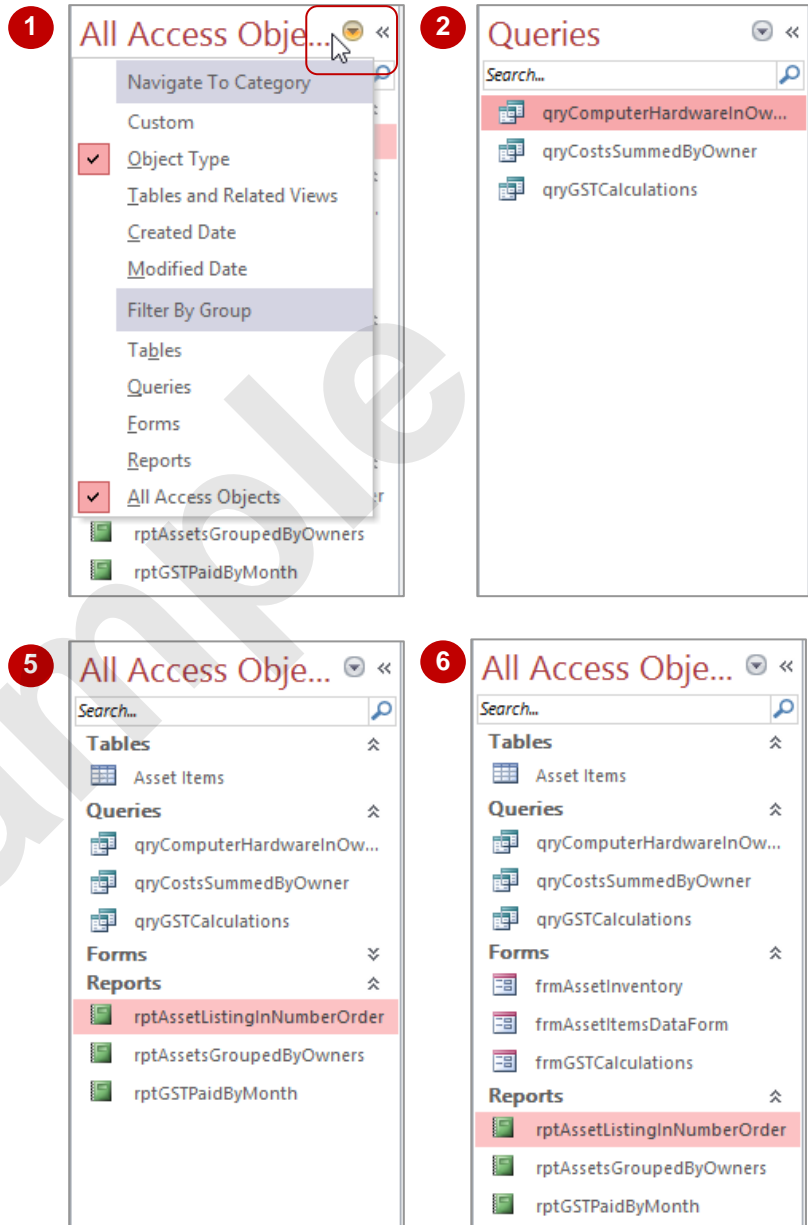 1
All Access Obje...
Navigate To Category
Custom
Object Type
Tables and Related Views
Created Date
Modified Date
Filter By Group
Tables
Queries
Forms
Reports
All Access Objects
rptAssetsGroupedByOwners
rptGSTPaidByMonth
2
Queries
Search...
qryComputerHardwareInOw...
qryCostsSummedByOwner
qryGSTCalculations
5
All Access Obje...
Search...
Tables
Asset Items
Queries
qryComputerHardwareInOw...
qryCostsSummedByOwner
qryGSTCalculations
Forms
Reports
rptAssetListingInNumberOrder
rptAssetsGroupedByOwners
rptGSTPaidByMonth
6
All Access Obje...
Search...
Tables
Asset Items
Queries
qryComputerHardwareInOw...
qryCostsSummedByOwner
qryGSTCalculations
Forms
frmAssetInventory
frmAssetItemsDataForm
frmGSTCalculations
Reports
rptAssetListingInNumberOrder
rptAssetsGroupedByOwners
rptGSTPaidByMonth